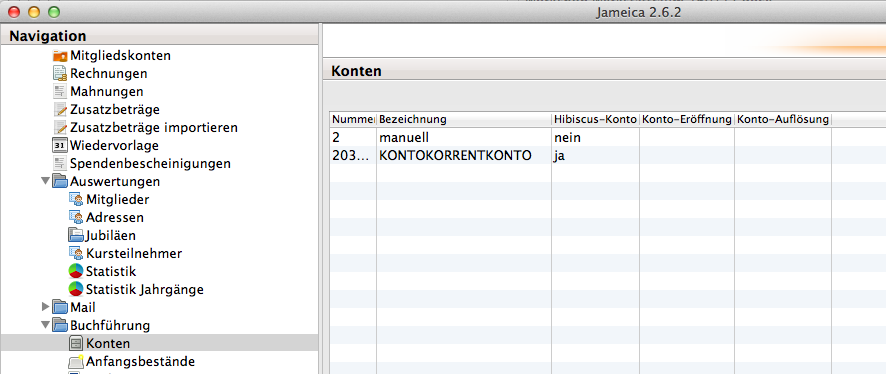 Jameica 2.6.2
Navigation
Mitgliedskonten
Rechnungen
Mahnungen
Zusatzbeträge
Zusatzbeträge importieren
31 Wiedervorlage
Spendenbescheinigungen
Auswertungen
Mitglieder
Adressen
Jubiläen
Kursteilnehmer
Statistik
Statistik Jahrgänge
Mail
Buchführung
Konten
Anfangsbestände
Konten
Nummer Bezeichnung Hibiscus-Konto Konto-Eröffnung Konto-Auflösung
2 manuell nein
203... KONTOKORRENTKONTO ja